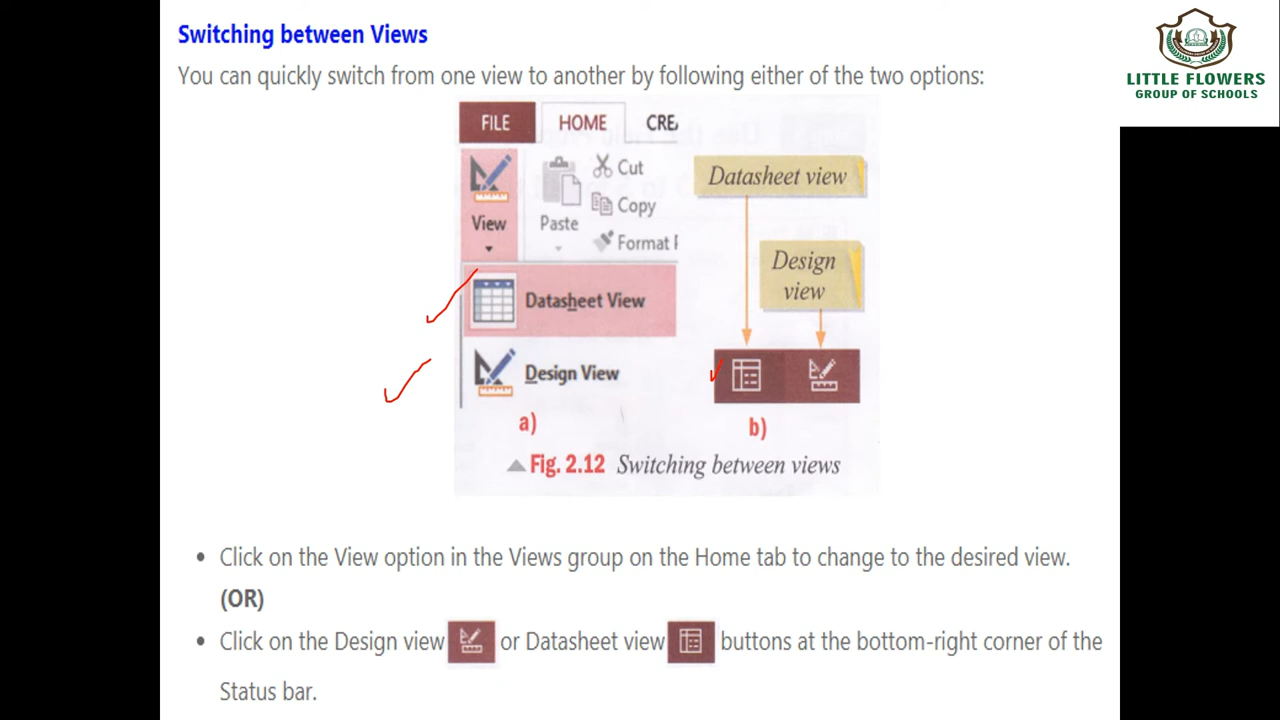 Switching between Views
LITTLE FLOWERS
GROUP OF SCHOOLS
You can quickly switch from one view to another by following either of the two options:
FILE HOME CRE
View
Paste
Cut
Copy
Format
Datasheet View
Design View
a)
Datasheet view
Design
view
b)
Fig. 2.12 Switching between views
• Click on the View option in the Views group on the Home tab to change to the desired view.
(OR)
• Click on the Design view or Datasheet view buttons at the bottom-right corner of the
Status bar.